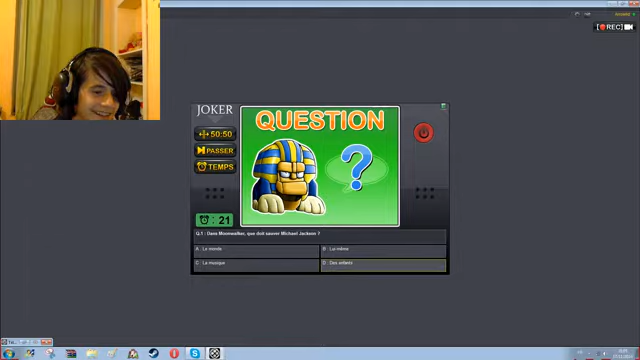 [REC]
JOKER
QUESTION
50:50
PASSER
TEMPS
?
: 21
Q.1 : Dans Moonwalker, que doit sauver Michael Jackson ?
A : Le monde
B : Lui même
C : La musique
D : Des enfants